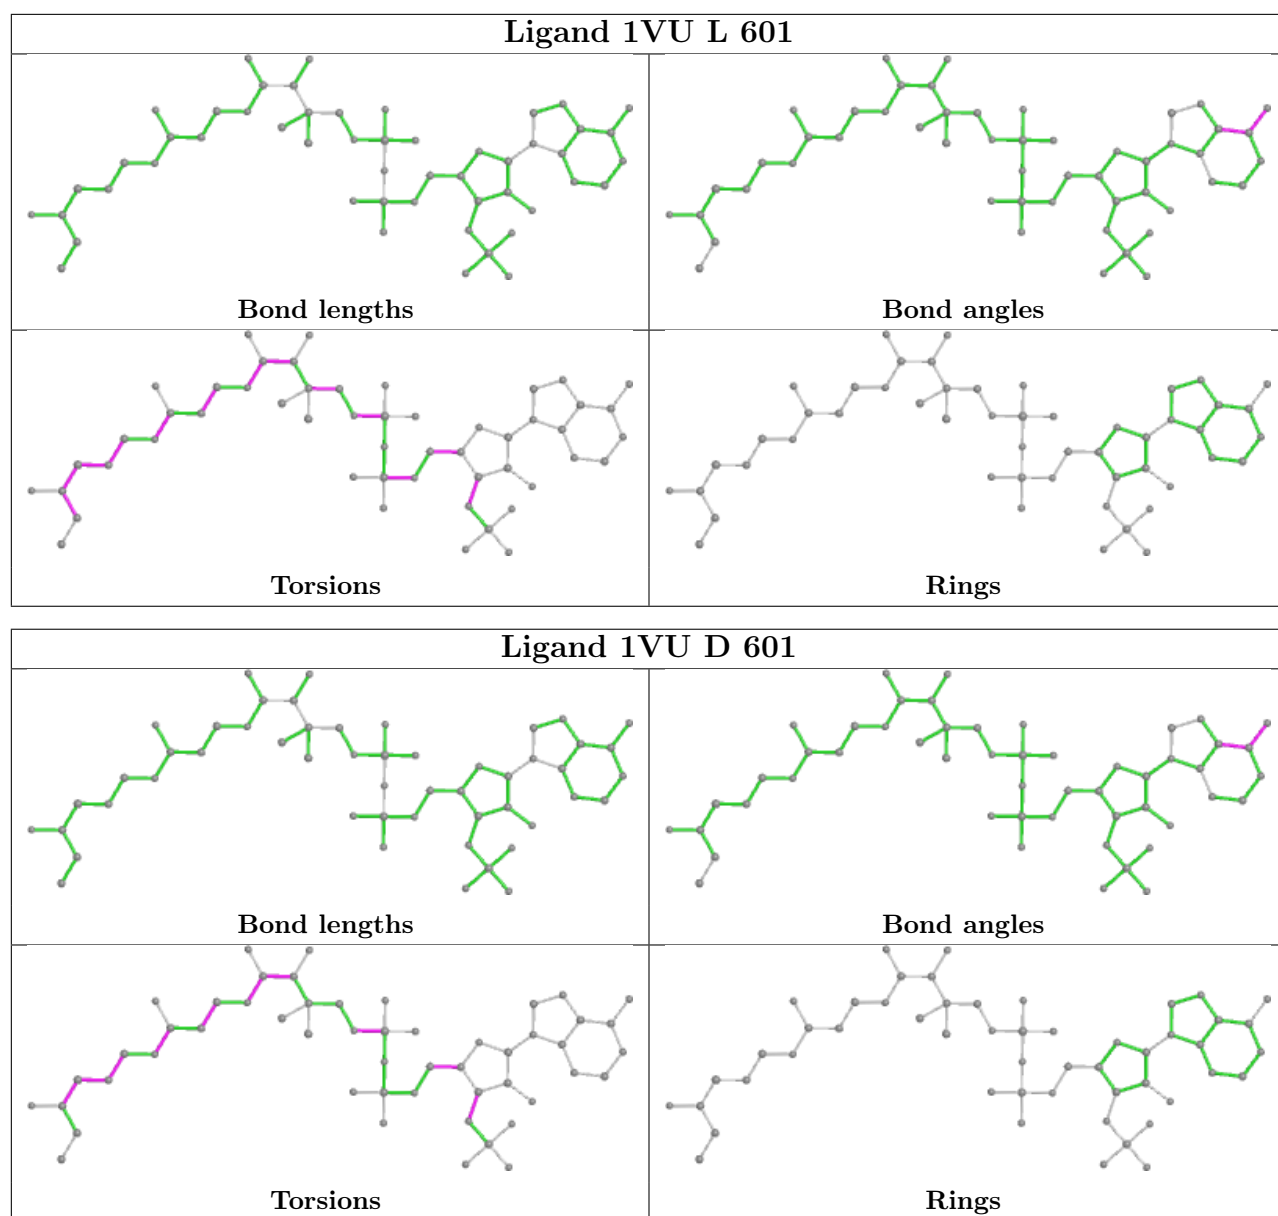 Ligand 1VU L 601
Bond lengths
Bond angles
Torsions
Rings
Ligand 1VU D 601
Bond lengths
Bond angles
Torsions
Rings